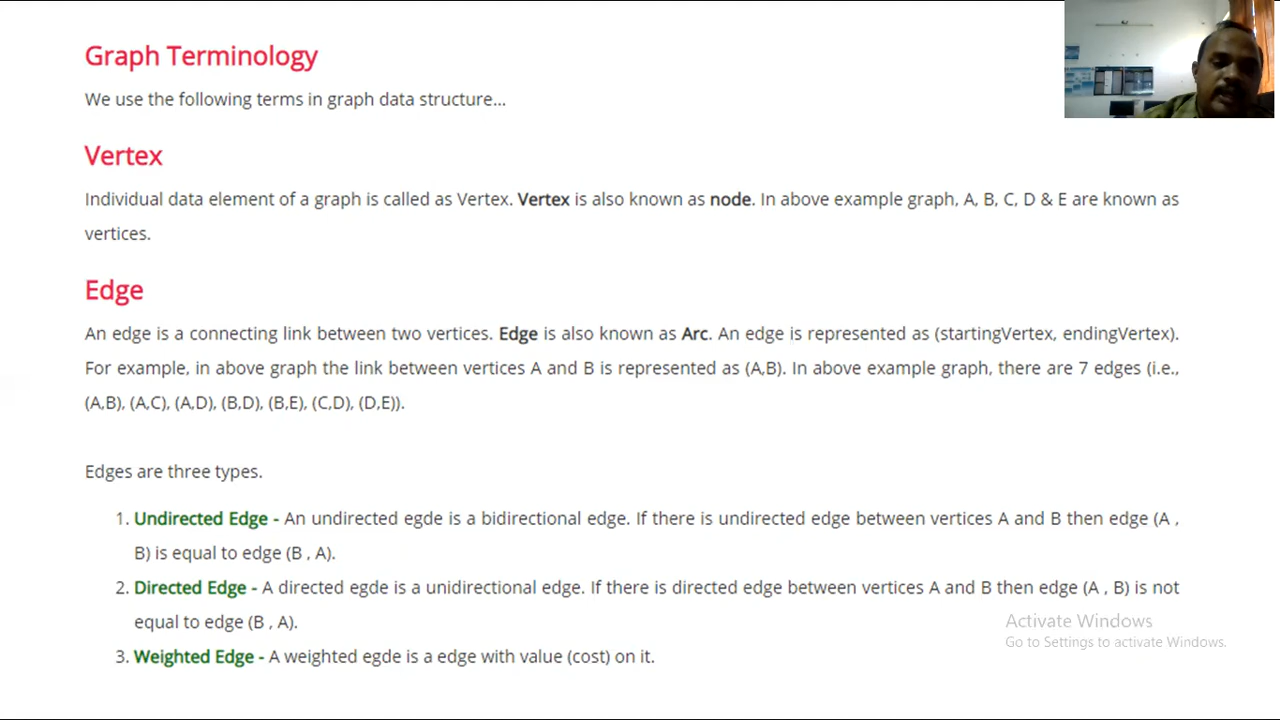 Graph Terminology
We use the following terms in graph data structure...
Vertex
Individual data element of a graph is called as Vertex. Vertex is also known as node. In above example graph, A, B, C, D & E are known as
vertices.
Edge
An edge is a connecting link between two vertices. Edge is also known as Arc. An edge is represented as (startingVertex, endingVertex).
For example, in above graph the link between vertices A and B is represented as (A,B). In above example graph, there are 7 edges (i.e.,
(A,B), (A,C), (A,D), (B,D), (B,E), (C,D), (D,E)).
Edges are three types.
1. Undirected Edge - An undirected egde is a bidirectional edge. If there is undirected edge between vertices A and B then edge (A ,
B) is equal to edge (B , A).
2. Directed Edge - A directed egde is a unidirectional edge. If there is directed edge between vertices A and B then edge (A , B) is not
equal to edge (B , A).
3. Weighted Edge - A weighted egde is a edge with value (cost) on it.
Activate Windows
Go to Settings to activate Windows.